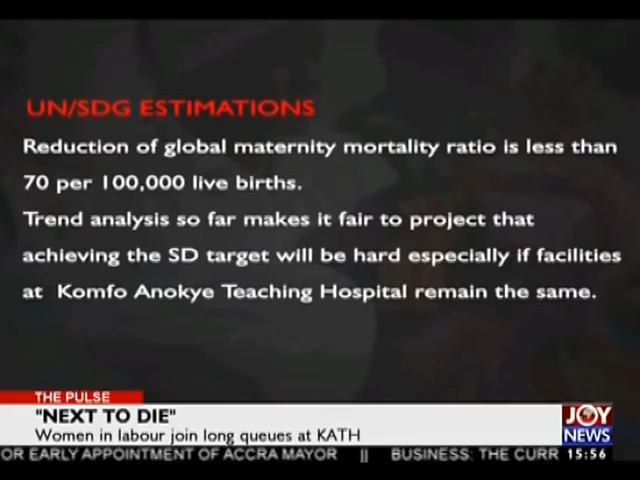 UN/SDG ESTIMATIONS
Reduction of global maternity mortality ratio is less than
70 per 100,000 live births.
Trend analysis so far makes it fair to project that
achieving the SD target will be hard especially if facilities
at Komfo Anokye Teaching Hospital remain the same.
THE PULSE
"NEXT TO DIE"
Women in labour join long queues at KATH
JOY
NEWS
OR EARLY APPOINTMENT OF ACCRA MAYOR || BUSINESS: THE CURR 15:56